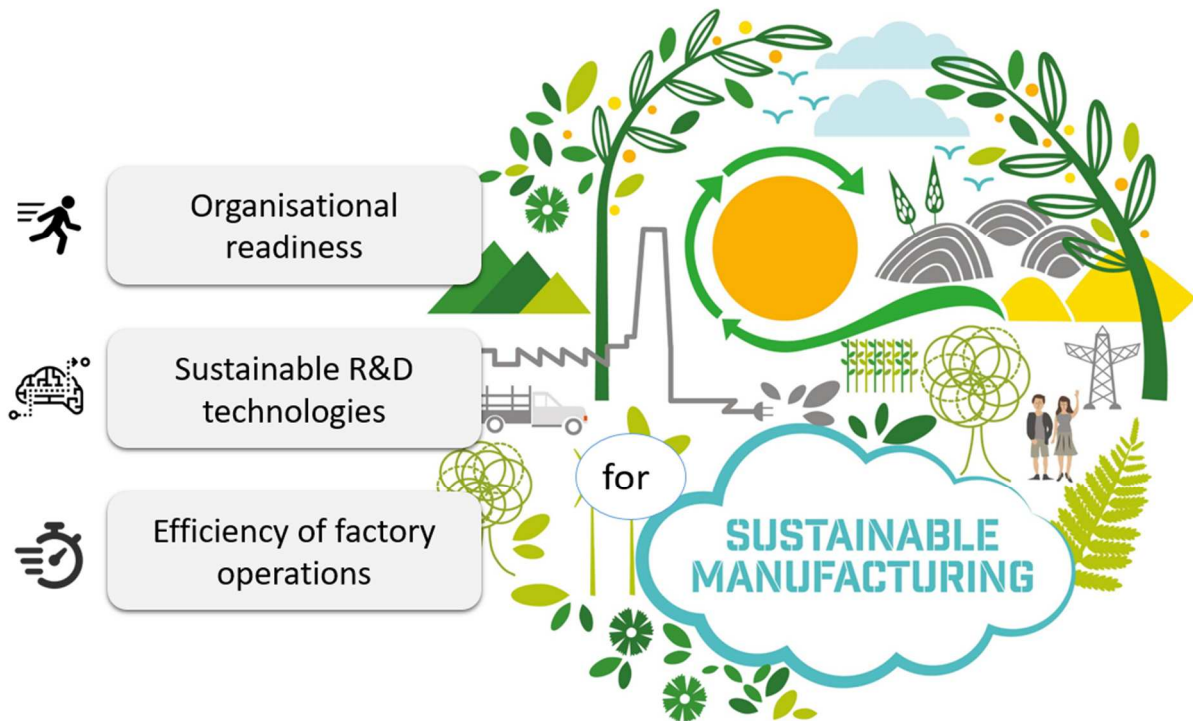 Organisational
readiness
Sustainable R&D
technologies
Efficiency of factory
operations
for
SUSTAINABLE
MANUFACTURING